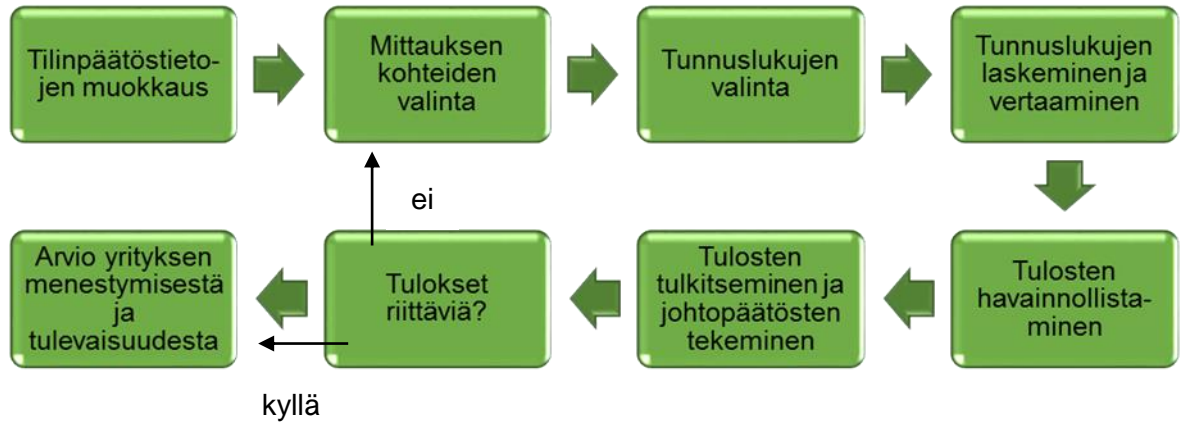 Tilinpäätöstieto-
jen muokkaus
Mittauksen
kohteiden
valinta
Tunnuslukujen
valinta
Tunnuslukujen
laskeminen ja
vertaaminen
ei
Tulosten
havainnollista-
minen
Tulosten
tulkitseminen ja
johtopäätösten
tekeminen
Tulokset
riittäviä?
Arvio yrityksen
menestymisestä
ja
tulevaisuudesta
kyllä